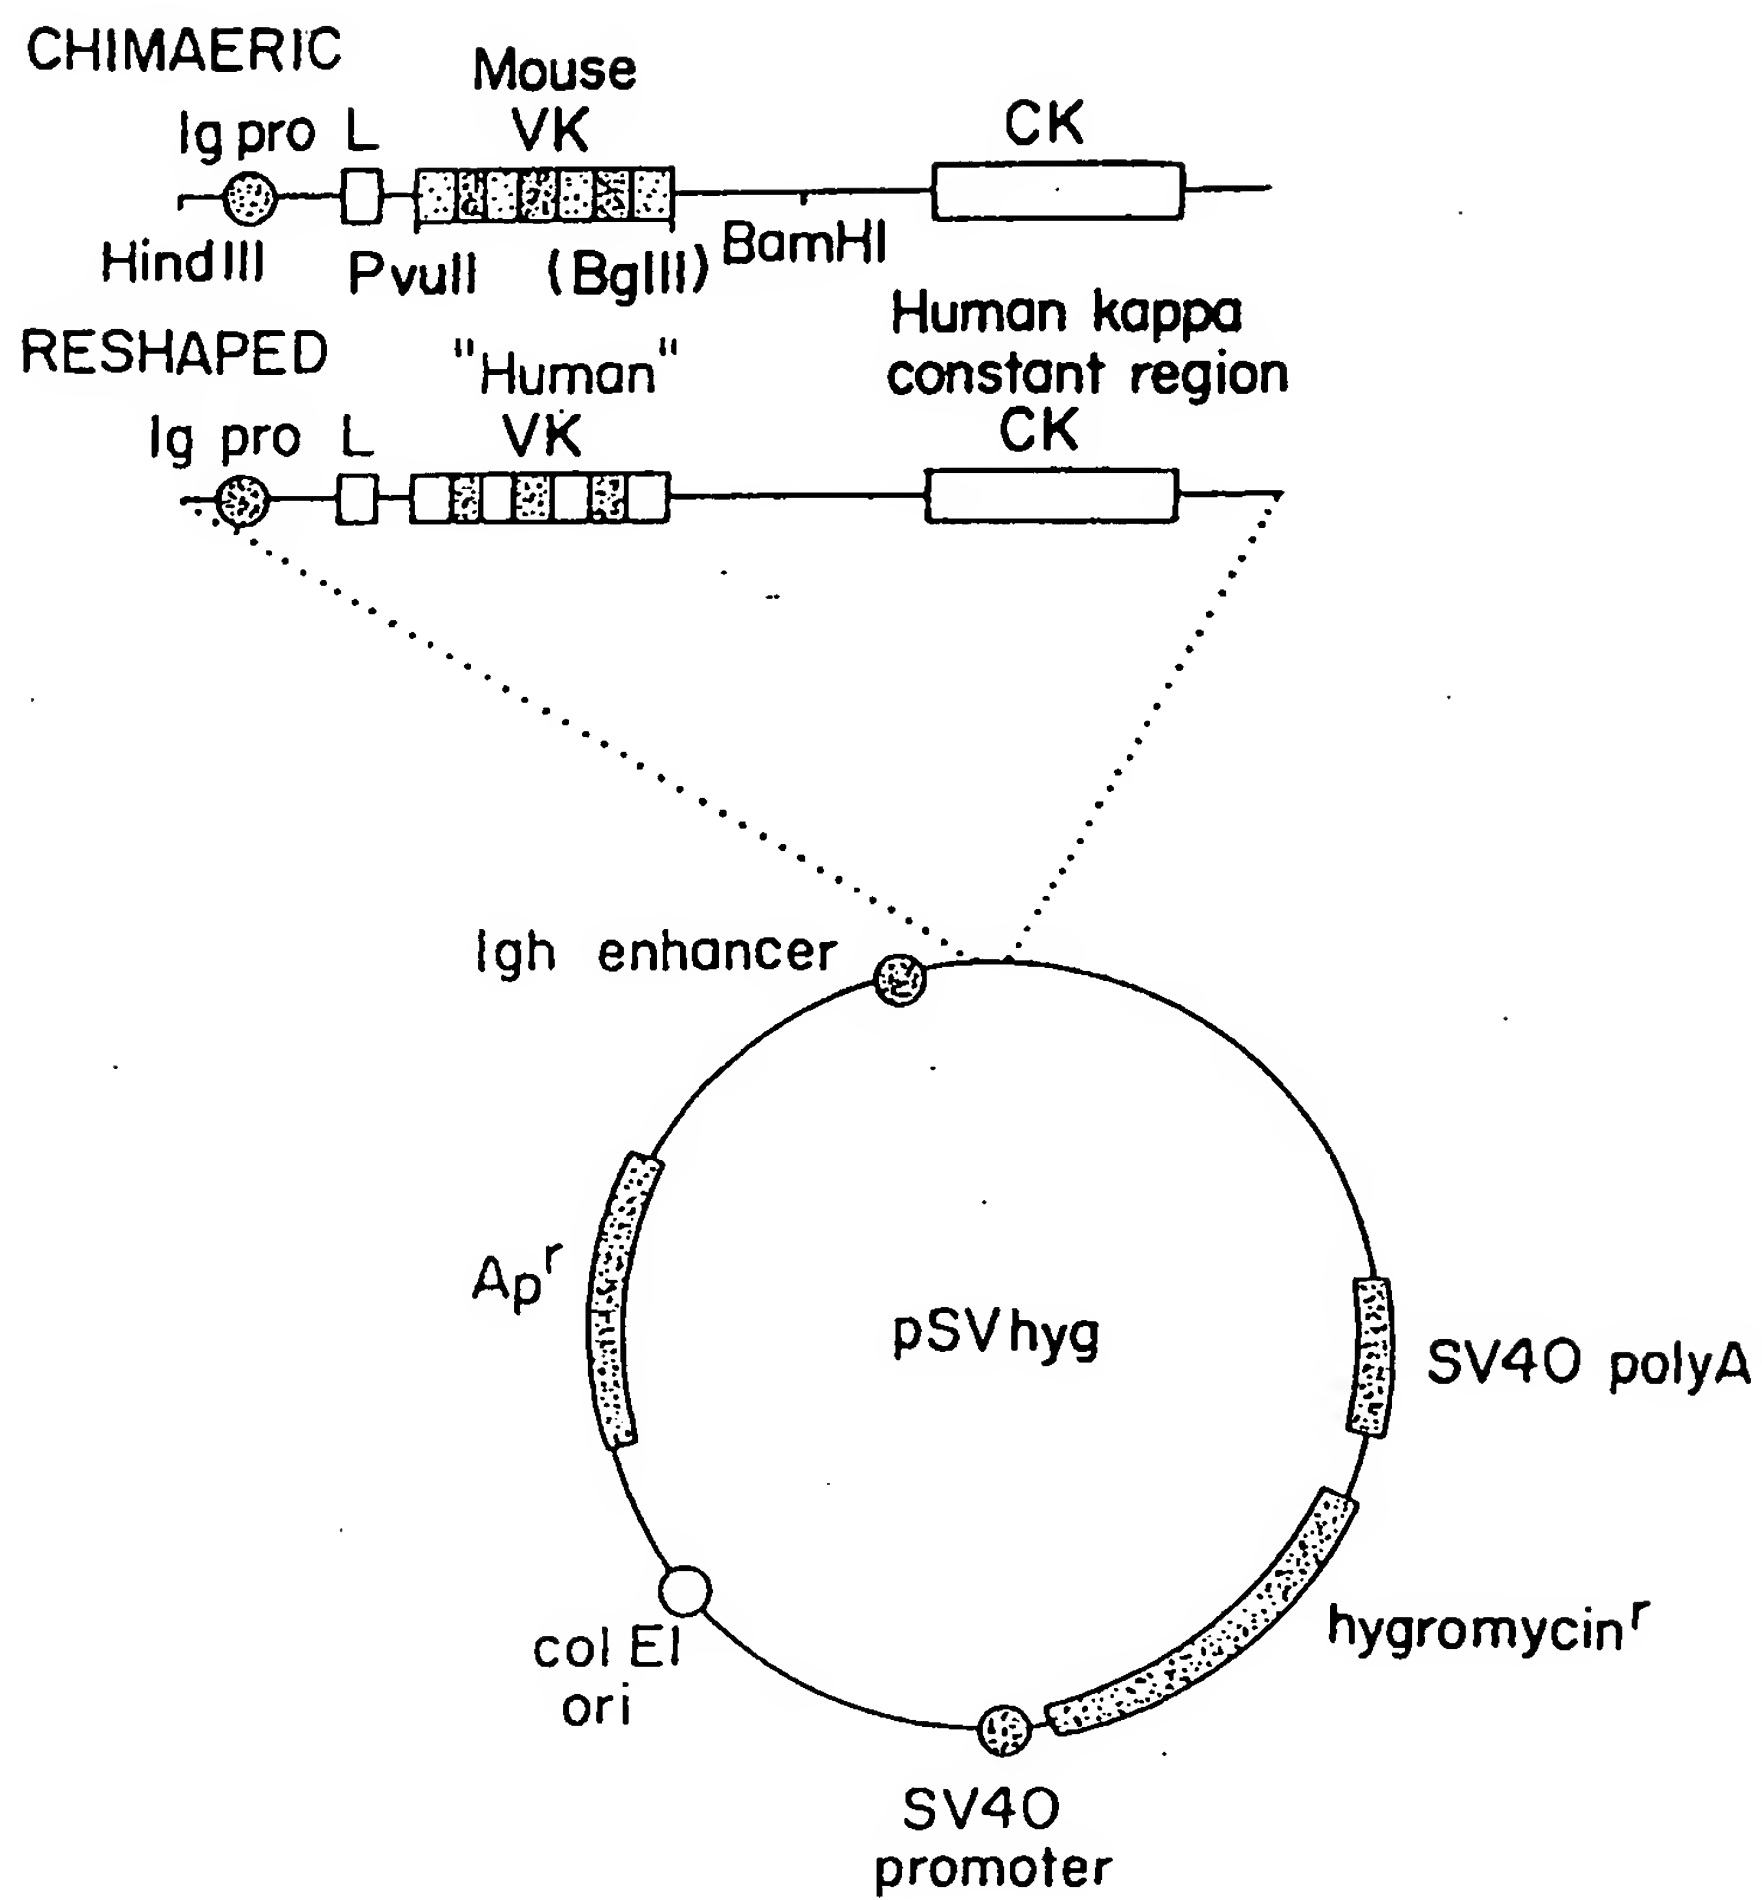 CHIMAERIC
Mouse
Ig pro L VK CK
HindIII PvuII (BglII) BamHI
Human kappa
RESHAPED "Human" constant region
Ig pro L VK CK
Igh enhancer
Apʳ
pSVhyg
SV40 polyA
hygromycinʳ
col E1
ori
SV40
promoter